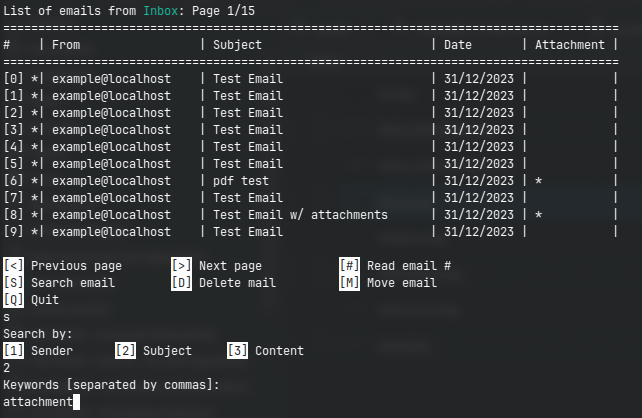 List of emails from Inbox: Page 1/15
========================================================================================
#    | From                | Subject                        | Date       | Attachment |
========================================================================================
[0] *| example@localhost    | Test Email                     | 31/12/2023 |            |
[1] *| example@localhost    | Test Email                     | 31/12/2023 |            |
[2] *| example@localhost    | Test Email                     | 31/12/2023 |            |
[3] *| example@localhost    | Test Email                     | 31/12/2023 |            |
[4] *| example@localhost    | Test Email                     | 31/12/2023 |            |
[5] *| example@localhost    | Test Email                     | 31/12/2023 |            |
[6] *| example@localhost    | pdf test                       | 31/12/2023 | *          |
[7] *| example@localhost    | Test Email                     | 31/12/2023 |            |
[8] *| example@localhost    | Test Email w/ attachments      | 31/12/2023 | *          |
[9] *| example@localhost    | Test Email                     | 31/12/2023 |            |
[<] Previous page       [>] Next page           [#] Read email #
[S] Search email        [D] Delete mail         [M] Move email
[Q] Quit
s
Search by:
[1] Sender      [2] Subject     [3] Content
2
Keywords [separated by commas]:
attachment